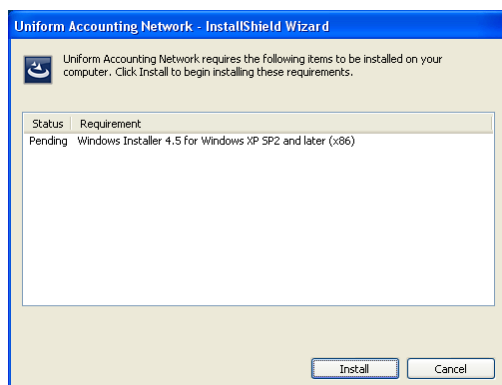 Uniform Accounting Network - InstallShield Wizard
Uniform Accounting Network requires the following items to be installed on your
computer. Click Install to begin installing these requirements.
Status Requirement
Pending Windows Installer 4.5 for Windows XP SP2 and later (x86)
Install Cancel